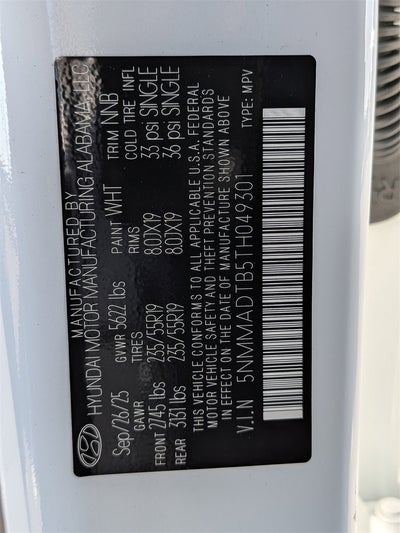 MANUFACTURED BY
HYUNDAI MOTOR MANUFACTURING ALABAMA, LLC
Sep/26/25 GVWR 5622 lbs PAINT WHT TRIM NNB
GAWR TIRES RIMS COLD TIRE INFL
FRONT 2745 lbs 235/55R19 8.0JX19 33 psi SINGLE
REAR 3131 lbs 235/55R19 8.0JX19 36 psi SINGLE
THIS VEHICLE CONFORMS TO ALL APPLICABLE U.S.A. FEDERAL
MOTOR VEHICLE SAFETY AND THEFT PREVENTION STANDARDS
IN EFFECT ON THE DATE OF MANUFACTURE SHOWN ABOVE
V.I.N 5NMMADTB5TH049301 TYPE: MPV